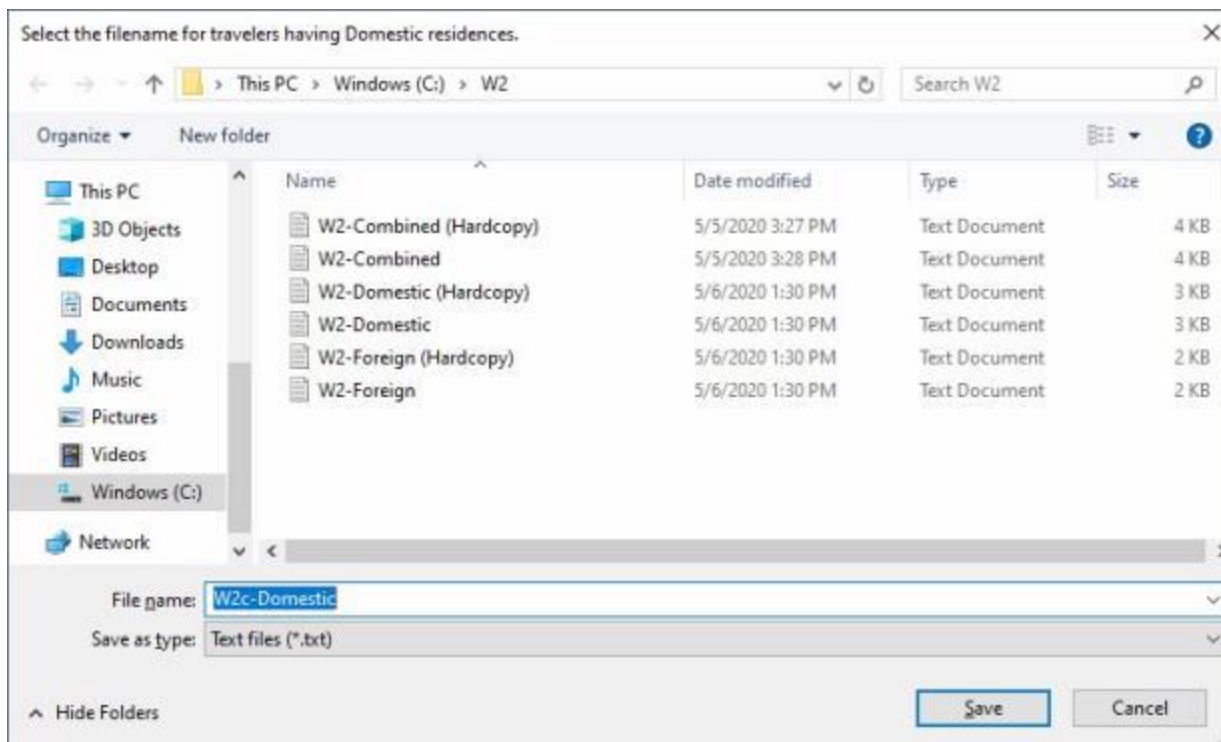 Select the filename for travelers having Domestic residences.
This PC > Windows (C:) > W2
Search W2
Organize
New folder
Name Date modified Type Size
This PC
3D Objects
Desktop
Documents
Downloads
Music
Pictures
Videos
Windows (C:)
Network
W2-Combined (Hardcopy) 5/5/2020 3:27 PM Text Document 4 KB
W2-Combined 5/5/2020 3:28 PM Text Document 4 KB
W2-Domestic (Hardcopy) 5/6/2020 1:30 PM Text Document 3 KB
W2-Domestic 5/6/2020 1:30 PM Text Document 3 KB
W2-Foreign (Hardcopy) 5/6/2020 1:30 PM Text Document 2 KB
W2-Foreign 5/6/2020 1:30 PM Text Document 2 KB
File name: W2c-Domestic
Save as type: Text files (*.txt)
Hide Folders
Save
Cancel